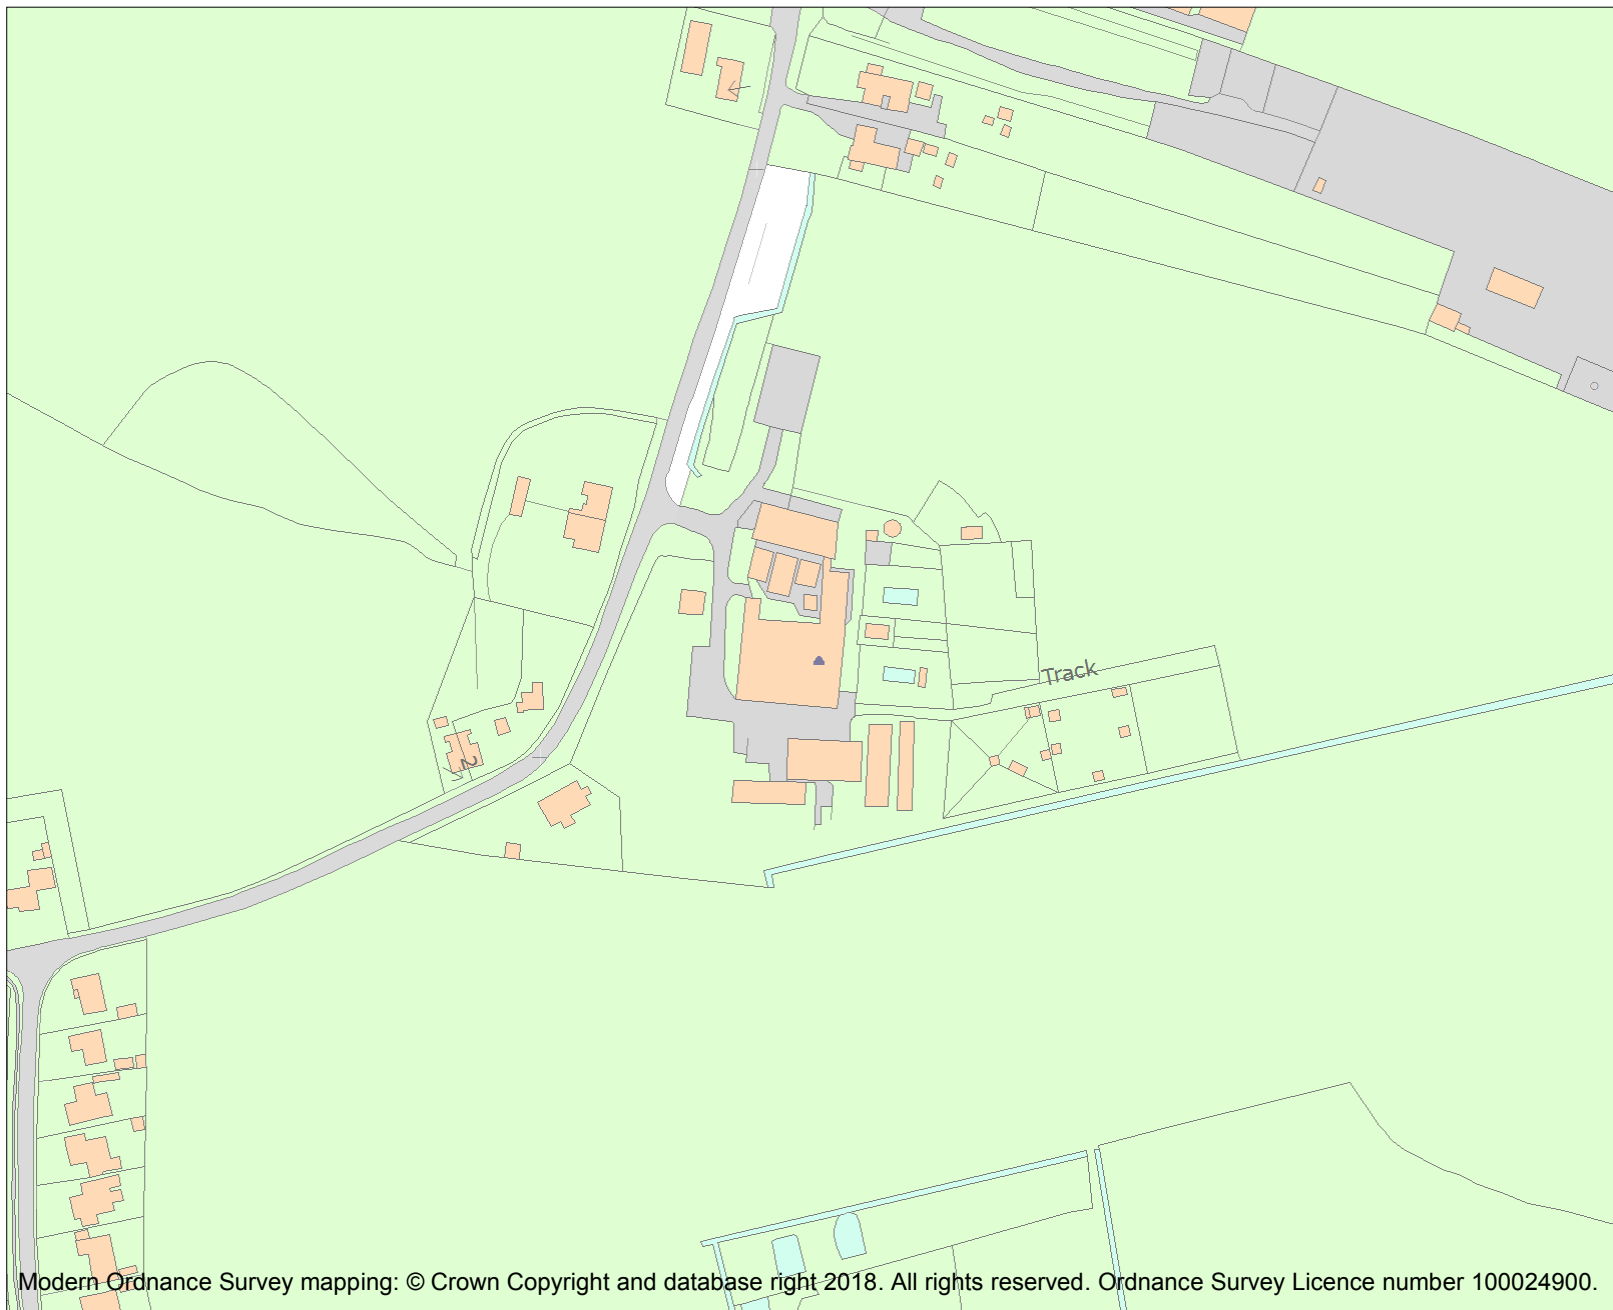 Track
2
Modern Ordnance Survey mapping: © Crown Copyright and database right 2018. All rights reserved. Ordnance Survey Licence number 100024900.